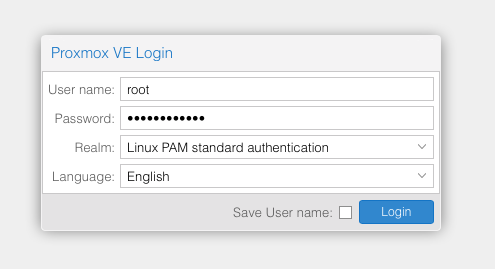 Proxmox VE Login
User name: root
Password: ••••••••••••
Realm: Linux PAM standard authentication
Language: English
Save User name: Login